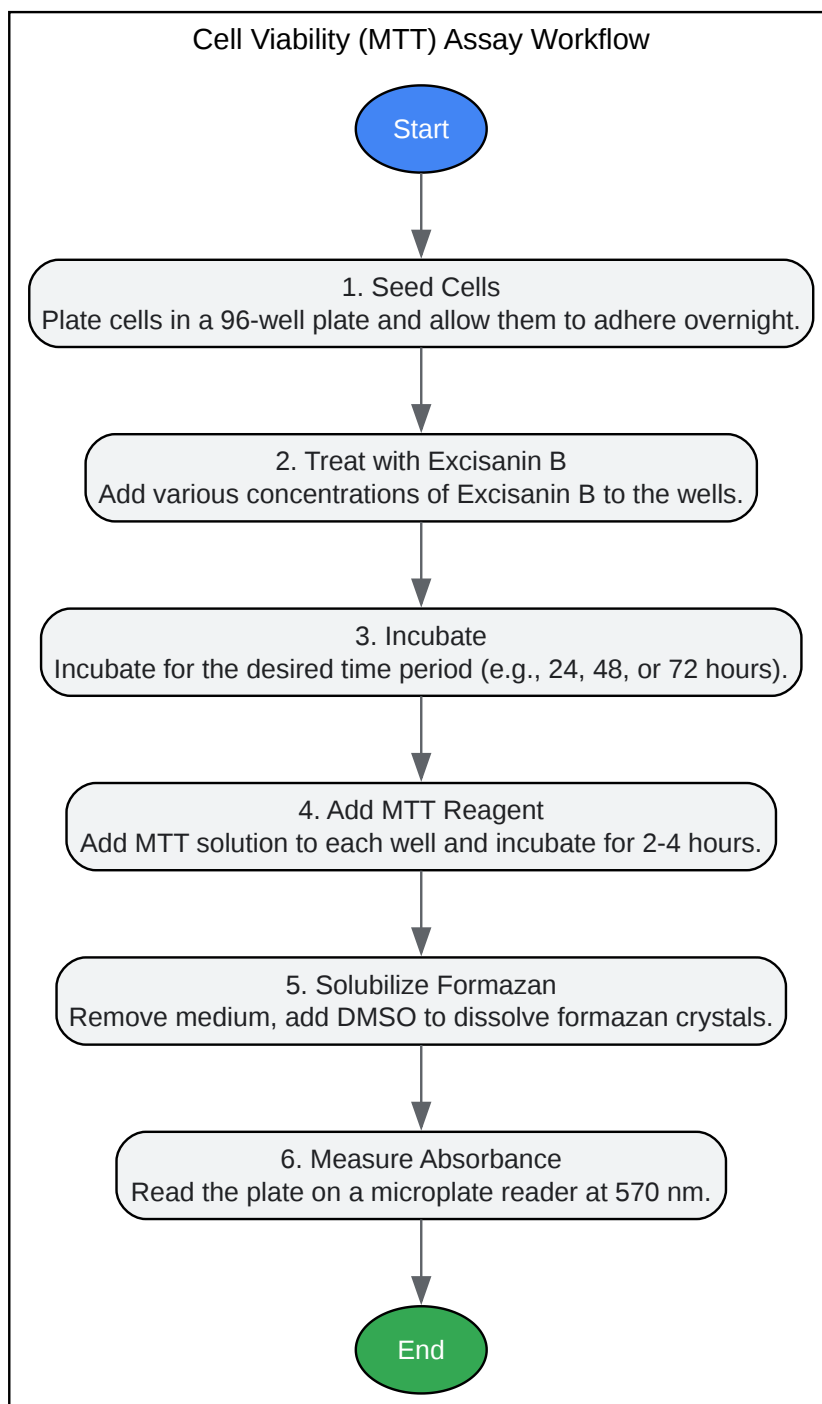 Cell Viability (MTT) Assay Workflow
Start
1. Seed Cells
Plate cells in a 96-well plate and allow them to adhere overnight.
2. Treat with Excisanin B
Add various concentrations of Excisanin B to the wells.
3. Incubate
Incubate for the desired time period (e.g., 24, 48, or 72 hours).
4. Add MTT Reagent
Add MTT solution to each well and incubate for 2-4 hours.
5. Solubilize Formazan
Remove medium, add DMSO to dissolve formazan crystals.
6. Measure Absorbance
Read the plate on a microplate reader at 570 nm.
End